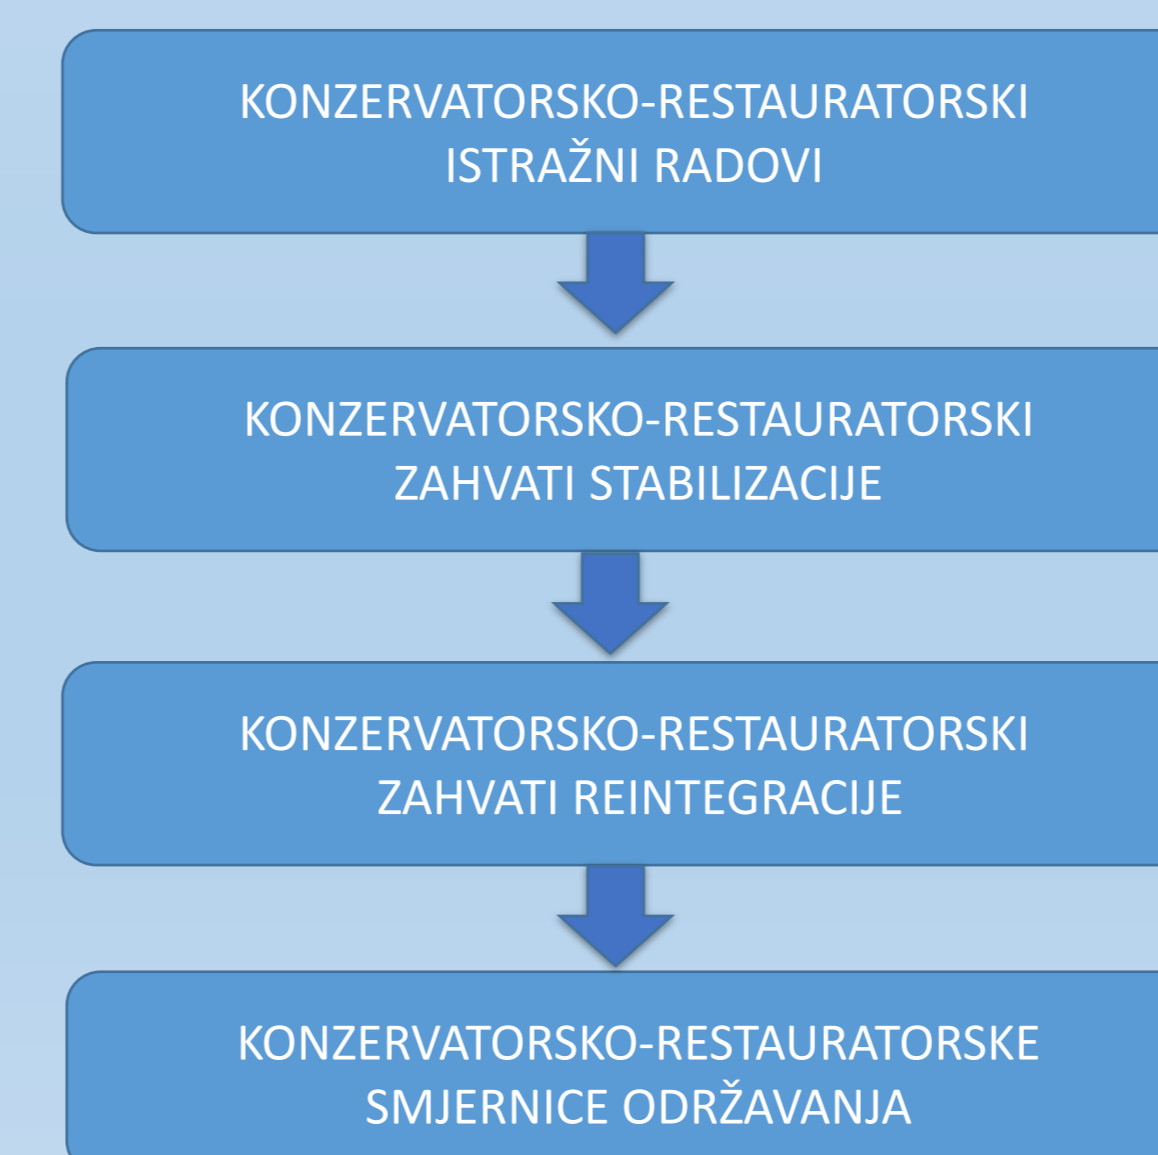 KONZERVATORSKO-RESTAURATORSKI
ISTRAŽNI RADOVI
KONZERVATORSKO-RESTAURATORSKI
ZAHVATI STABILIZACIJE
KONZERVATORSKO-RESTAURATORSKI
ZAHVATI REINTEGRACIJE
KONZERVATORSKO-RESTAURATORSKE
SMJERNICE ODRŽAVANJA